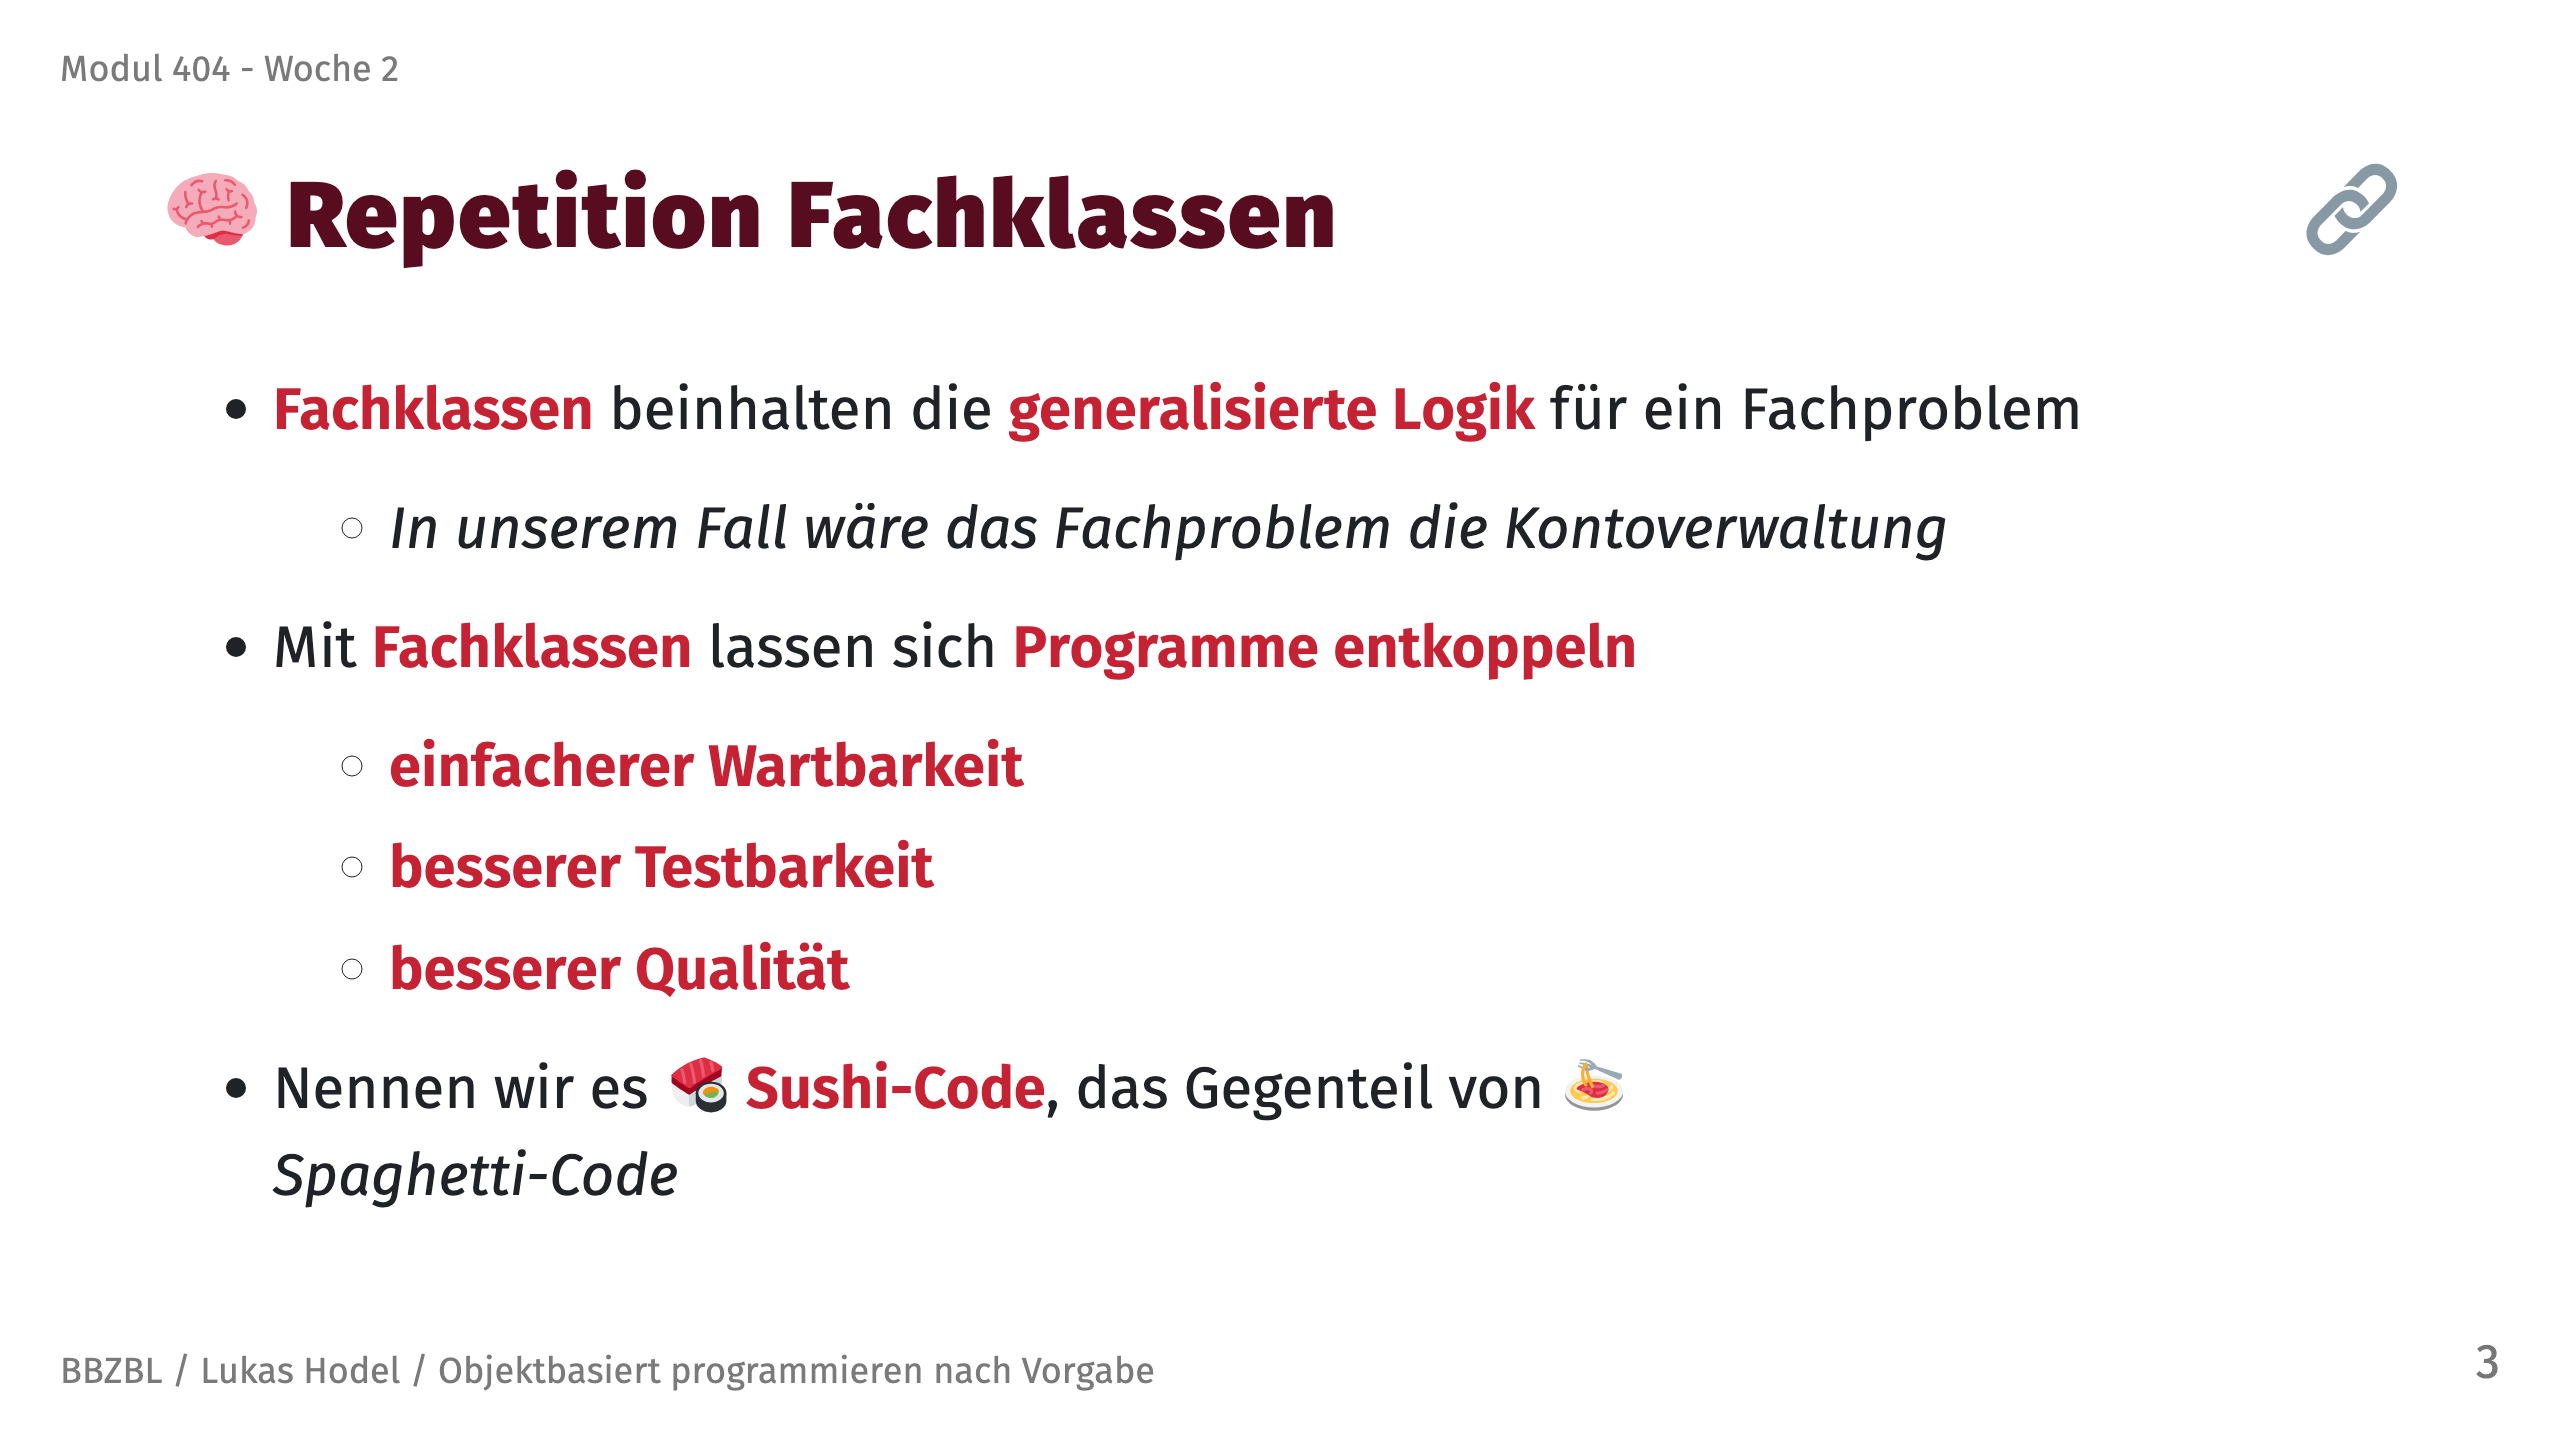 Modul 404 - Woche 2
🧠 Repetition Fachklassen 🔗
• Fachklassen beinhalten die generalisierte Logik für ein Fachproblem
○ In unserem Fall wäre das Fachproblem die Kontoverwaltung
• Mit Fachklassen lassen sich Programme entkoppeln
○ einfacherer Wartbarkeit
○ besserer Testbarkeit
○ besserer Qualität
• Nennen wir es 🍣 Sushi-Code, das Gegenteil von 🍝
Spaghetti-Code
BBZBL / Lukas Hodel / Objektbasiert programmieren nach Vorgabe
3